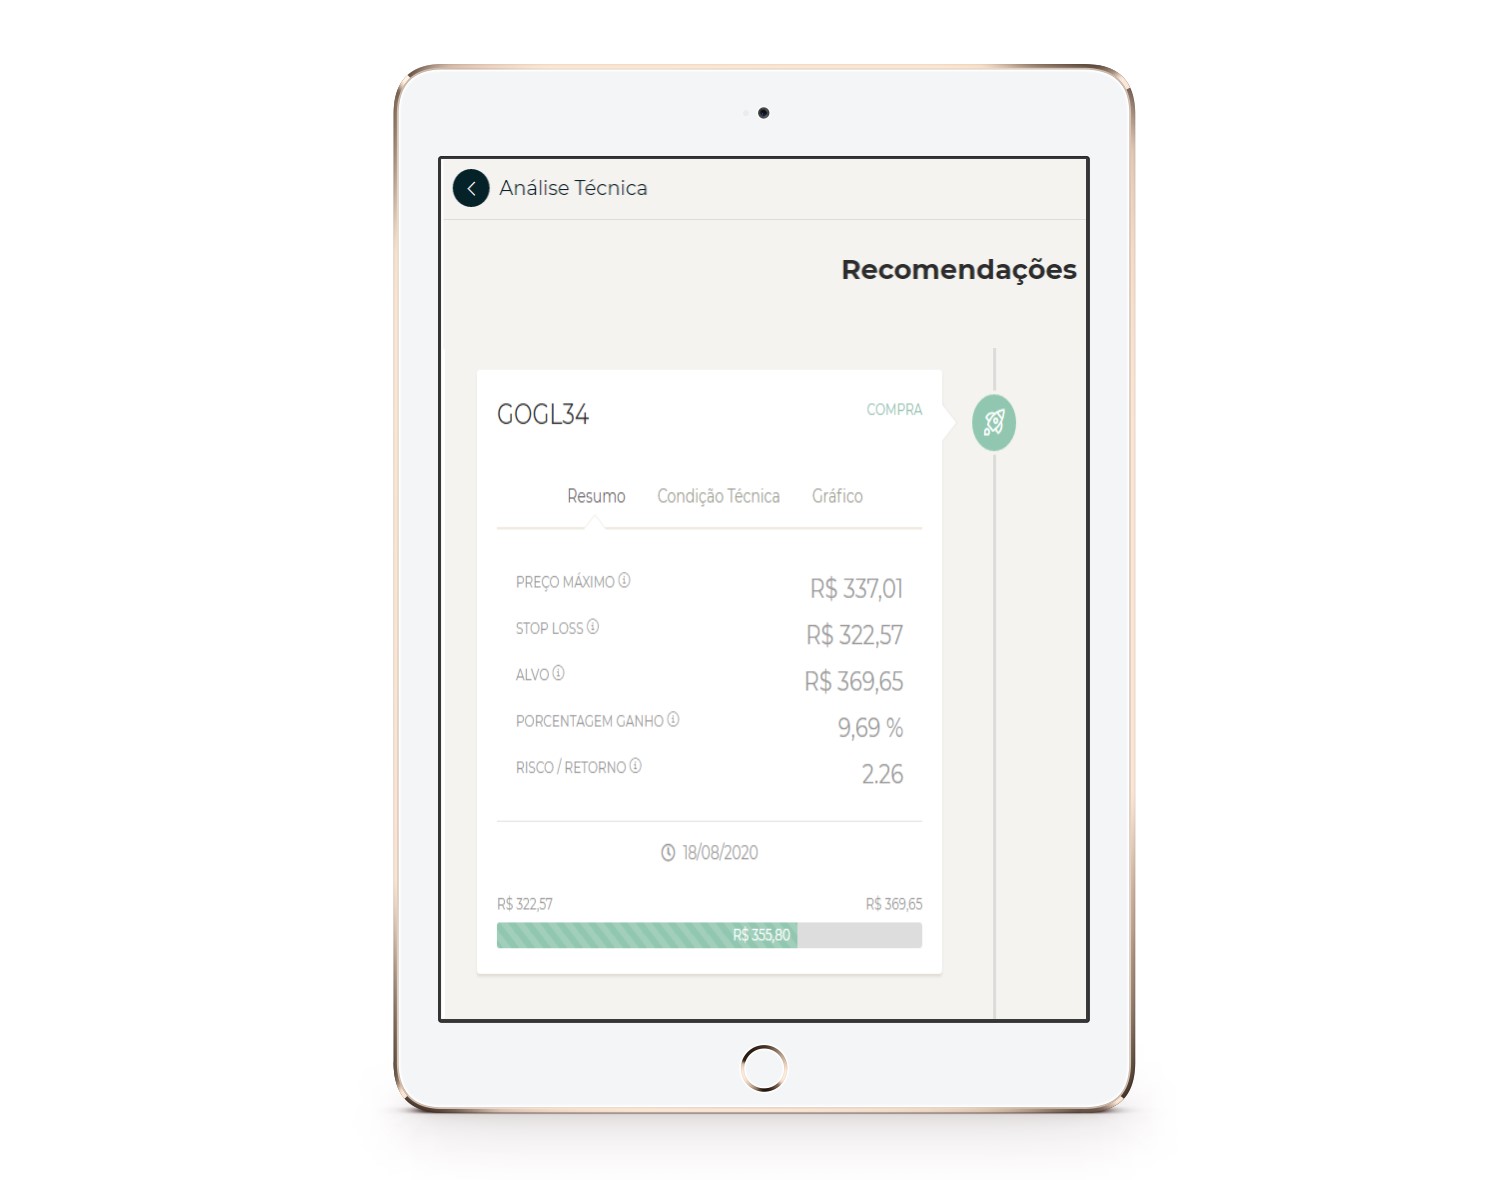 Análise Técnica
Recomendações
GOGL34
COMPRA
Resumo Condição Técnica Gráfico
PREÇO MÁXIMO R$ 337,01
STOP LOSS R$ 322,57
ALVO R$ 369,65
PORCENTAGEM GANHO 9,69 %
RISCO / RETORNO 2.26
18/08/2020
R$ 322,57 R$ 369,65
R$ 355,80